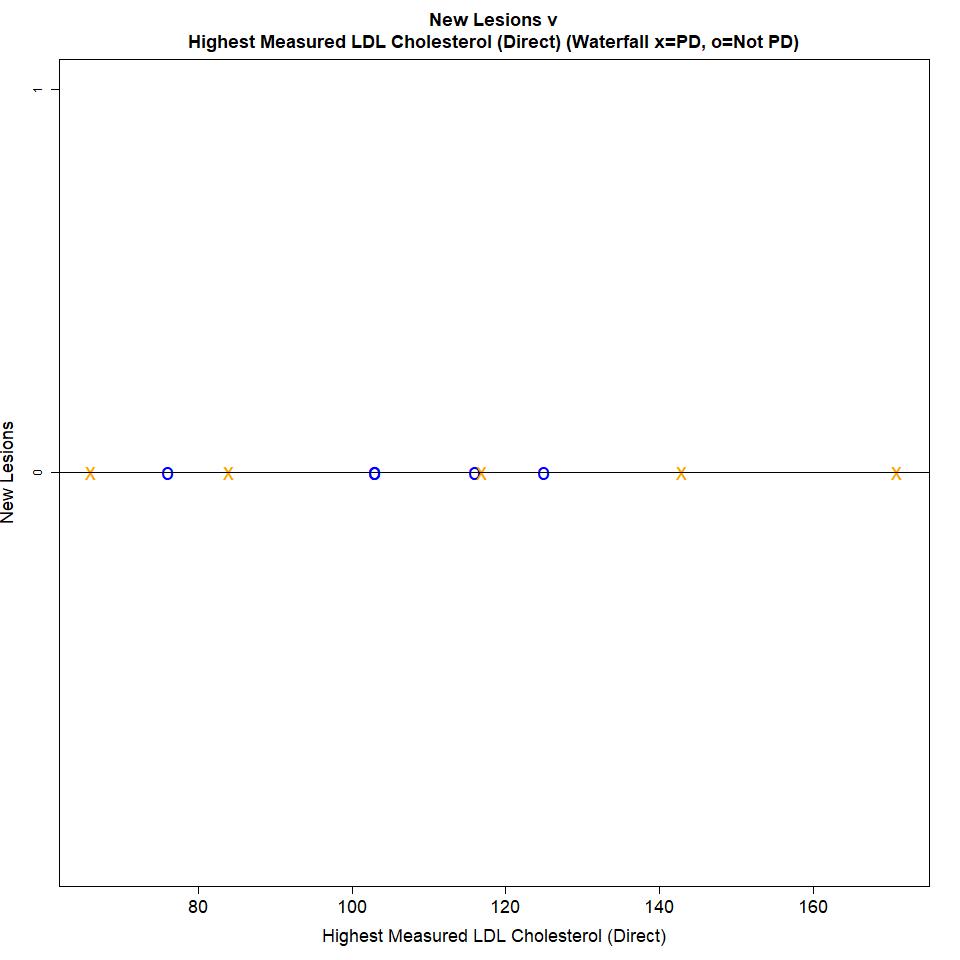 New Lesions v
Highest Measured LDL Cholesterol (Direct) (Waterfall x=PD, o=Not PD)
1
New Lesions
0
x o x o o x o x x
80 100 120 140 160
Highest Measured LDL Cholesterol (Direct)